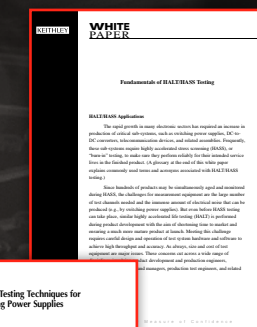 KEITHLEY
WHITE
PAPER
Fundamentals of HALT/HASS Testing
HALT/HASS Applications
The rapid growth in many electronic sectors has required an increase in
production of critical sub-systems, such as switching power supplies, DC-to-
DC converters, telecommunication devices, and related assemblies. Frequently,
these sub-systems require highly accelerated stress screening (HASS), or
"burn-in" testing, to make sure they perform reliably for their intended service
lives in the finished product. (A glossary at the end of this white paper
explains commonly used terms and acronyms associated with HALT/HASS
testing.)
Since hundreds of products may be simultaneously aged and monitored
during HASS, the challenges for measurement equipment are the large number
of test channels needed and the immense amount of electrical noise that can be
produced (e.g., by switching power supplies). But even before HASS testing
can take place, similar highly accelerated life testing (HALT) is performed
during product development with the aim of shortening time to market and
ensuring a much more mature product at launch. Meeting this challenge
requires careful design and operation of test system hardware and software to
achieve high throughput and accuracy. As always, size and cost of test
equipment are major issues. These concerns cut across a wide range of
duct development and production engineers,
d managers, production test engineers, and related
Testing Techniques for
g Power Supplies
Measure of Confidence